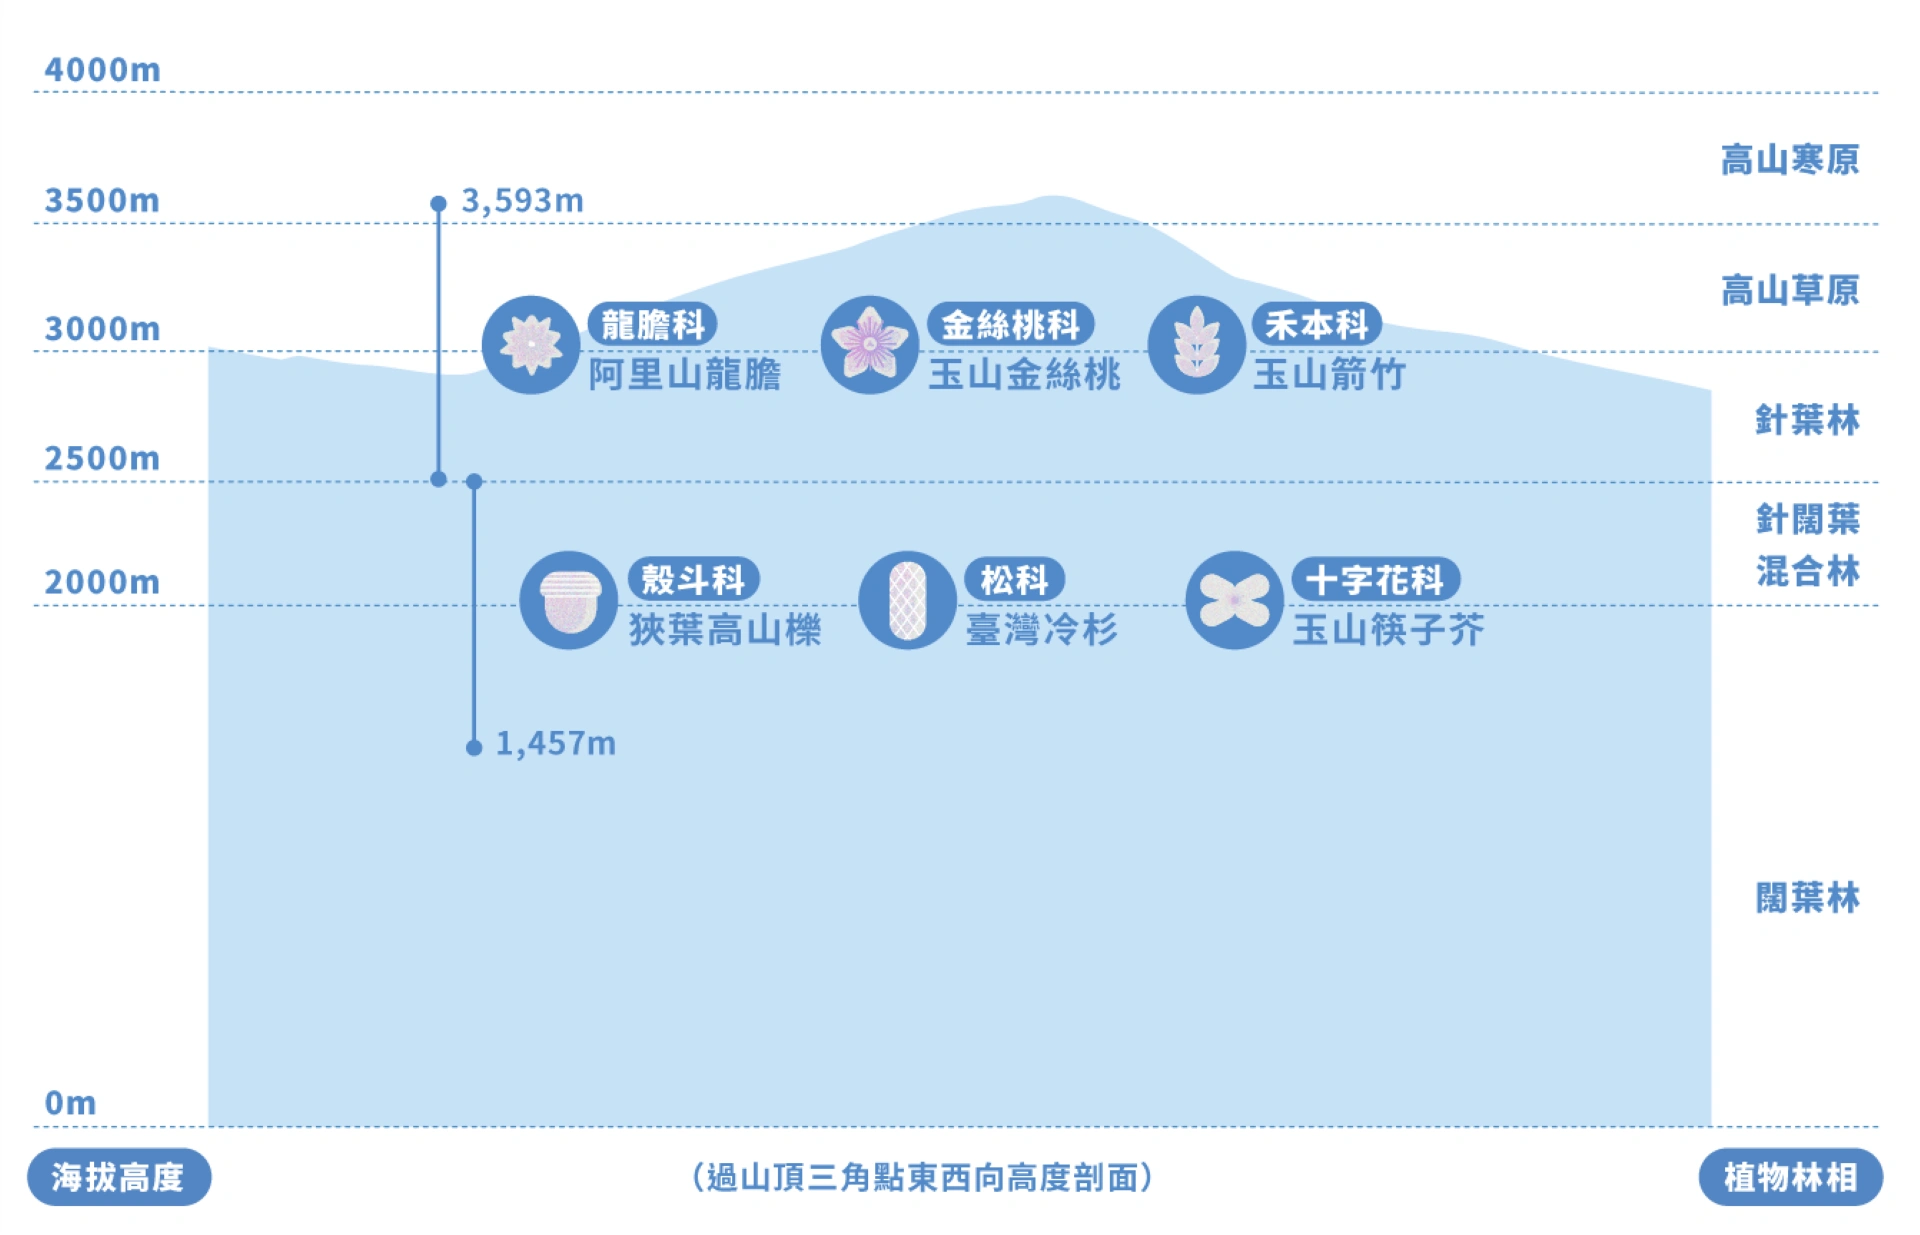 4000m
高山寒原
3500m
3,593m
高山草原
3000m
龍膽科
阿里山龍膽
金絲桃科
玉山金絲桃
禾本科
玉山箭竹
針葉林
2500m
針闊葉
混合林
2000m
殼斗科
狹葉高山櫟
松科
臺灣冷杉
十字花科
玉山筷子芥
1,457m
闊葉林
0m
海拔高度
（過山頂三角點東西向高度剖面）
植物林相